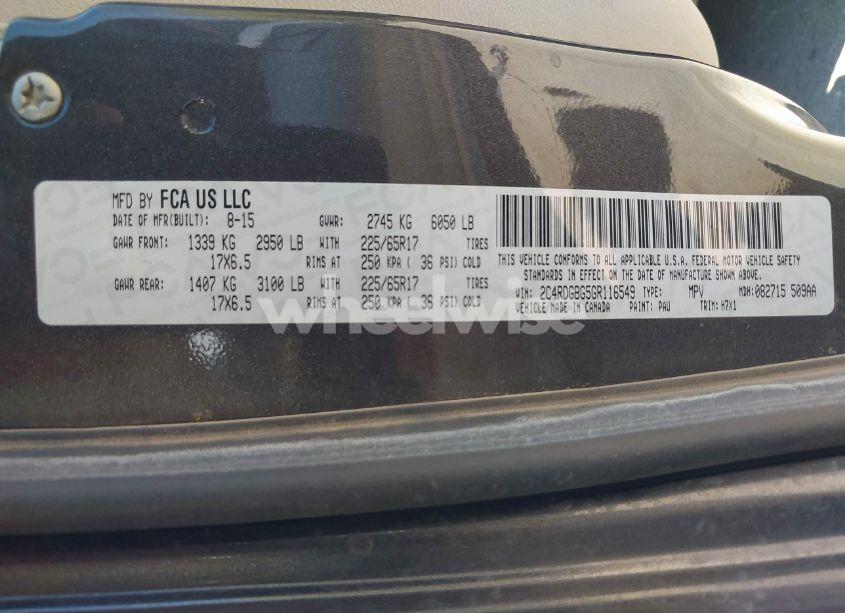 MFD BY FCA US LLC
DATE OF MFR(BUILT): 8-15 GVWR: 2745 KG 6050 LB
GAWR FRONT: 1339 KG 2950 LB WITH 225/65R17 TIRES
17X6.5 RIMS AT 250 KPA ( 36 PSI) COLD
GAWR REAR: 1407 KG 3100 LB WITH 225/65R17 TIRES
17X6.5 RIMS AT 250 KPA ( 36 PSI) COLD
THIS VEHICLE CONFORMS TO ALL APPLICABLE U.S.A. FEDERAL MOTOR VEHICLE SAFETY
STANDARDS IN EFFECT ON THE DATE OF MANUFACTURE SHOWN ABOVE.
VIN: 2C4RDGBG5GR116549 TYPE: MPV MDH: 082715 509AA
VEHICLE MADE IN CANADA PAINT: PAU TRIM: H7X1
wheelwise